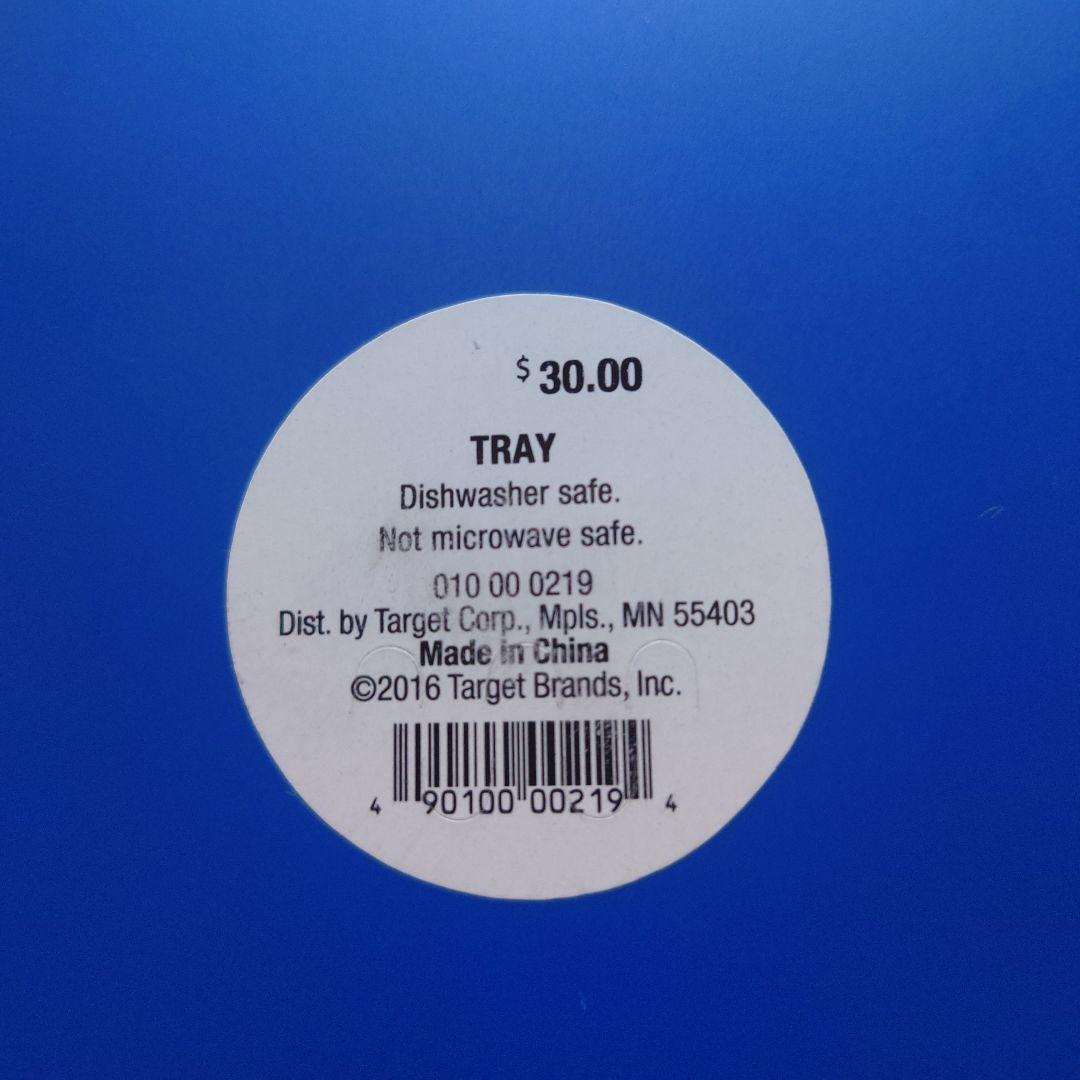 $ 30.00
TRAY
Dishwasher safe.
Not microwave safe.
010 00 0219
Dist. by Target Corp., Mpls., MN 55403
Made in China
©2016 Target Brands, Inc.
4 90100 00219 4